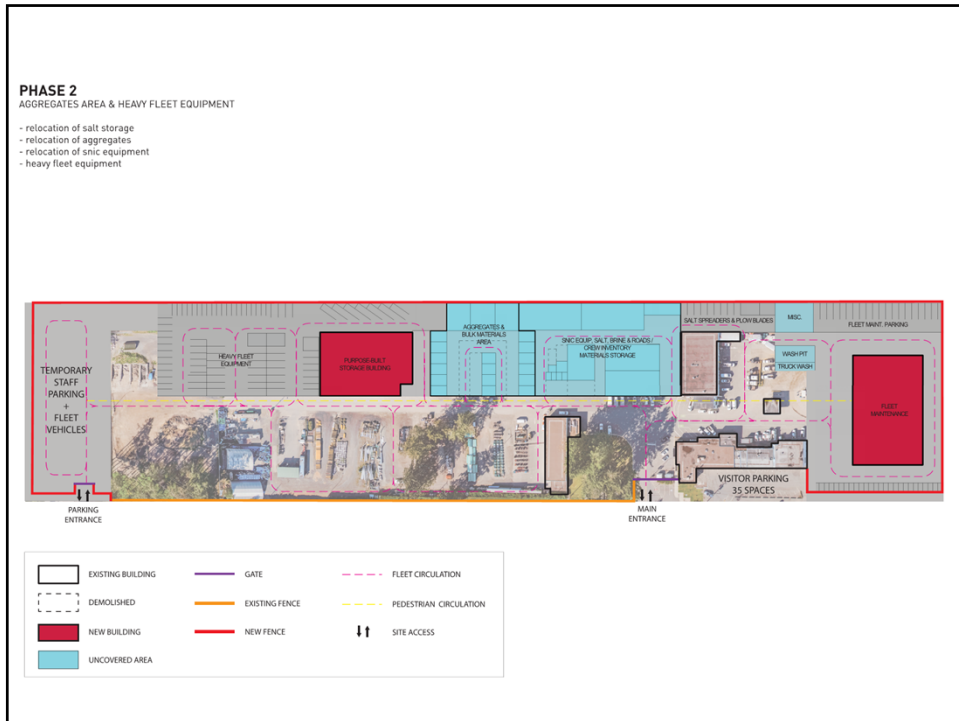 PHASE 2
AGGREGATES AREA & HEAVY FLEET EQUIPMENT
- relocation of salt storage
- relocation of aggregates
- relocation of snic equipment
- heavy fleet equipment
TEMPORARY
STAFF
PARKING
+
FLEET
VEHICLES
HEAVY FLEET
EQUIPMENT
PURPOSE-BUILT
STORAGE BUILDING
AGGREGATES &
BULK MATERIALS
AREA
SNIC EQUIP, SALT, BRINE & ROADS /
CREW INVENTORY
MATERIALS STORAGE
SALT SPREADERS & PLOW BLADES
MISC.
FLEET MAINT. PARKING
WASH PIT
TRUCK WASH
FLEET
MAINTENANCE
VISITOR PARKING
35 SPACES
PARKING
ENTRANCE
MAIN
ENTRANCE
EXISTING BUILDING
DEMOLISHED
NEW BUILDING
UNCOVERED AREA
GATE
EXISTING FENCE
NEW FENCE
FLEET CIRCULATION
PEDESTRIAN CIRCULATION
SITE ACCESS